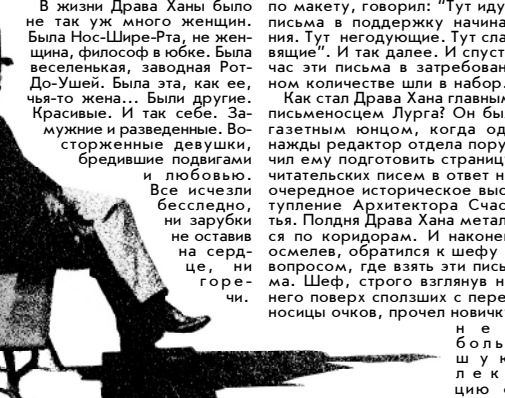 В жизни Драва Ханы было
не так уж много женщин.
Была Нос-Шире-Рта, не жен-
щина, философ в юбке. Была
веселенькая, заводная Рот-
До-Ушей. Была эта, как ее,
чья-то жена... Были другие.
Красивые. И так себе. За-
мужние и разведенные. Во-
сторженные девушки,
бредившие подвигами
и любовью.
Все исчезли
бесследно,
ни зарубки
не оставив
на серд-
це, ни
горе-
чи.
по макету, говорил: "Тут иду
письма в поддержку начина
ния. Тут негодующие. Тут сла
вящие". И так далее. И спуст
час эти письма в затребован
ном количестве шли в набор.
Как стал Драва Хана главным
письменосцем Лурга? Он бы
газетным юнцом, когда од
нажды редактор отдела пору
чил ему подготовить страниц
читательских писем в ответ н
очередное историческое выс
тупление Архитектора Счас
тья. Полдня Драва Хана метал
ся по коридорам. И наконе
осмелев, обратился к шефу
вопросом, где взять эти пись
ма. Шеф, строго взглянув н
него поверх сползших с пере
носицы очков, прочел новичк
не
боль
шую
лек
цию о